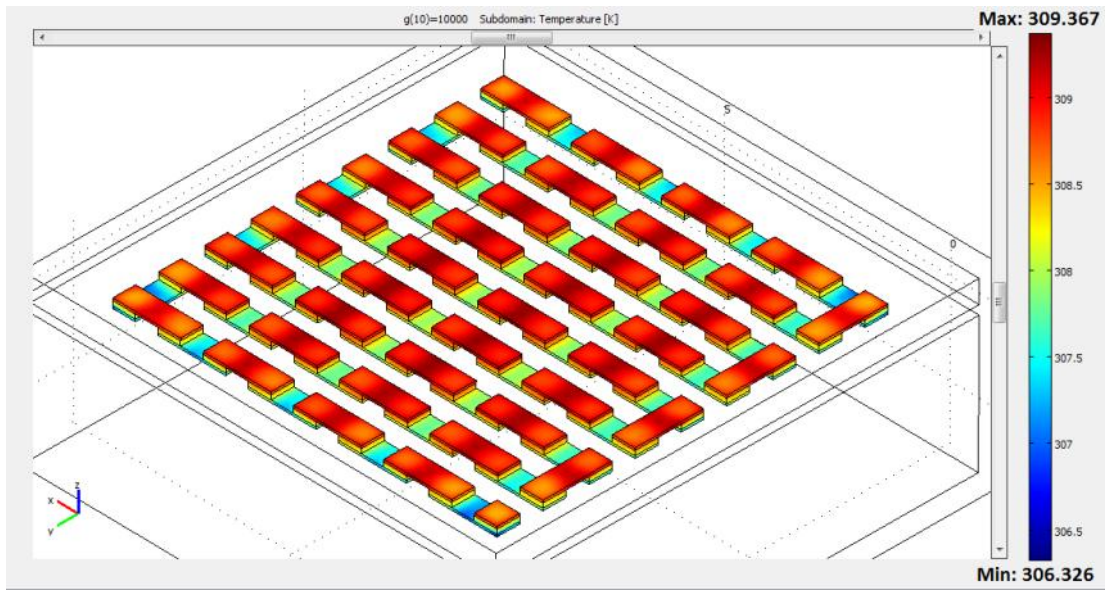 g(10)=10000 Subdomain: Temperature [K]
Max: 309.367
5
0
309
308.5
308
307.5
307
306.5
z
x
y
Min: 306.326